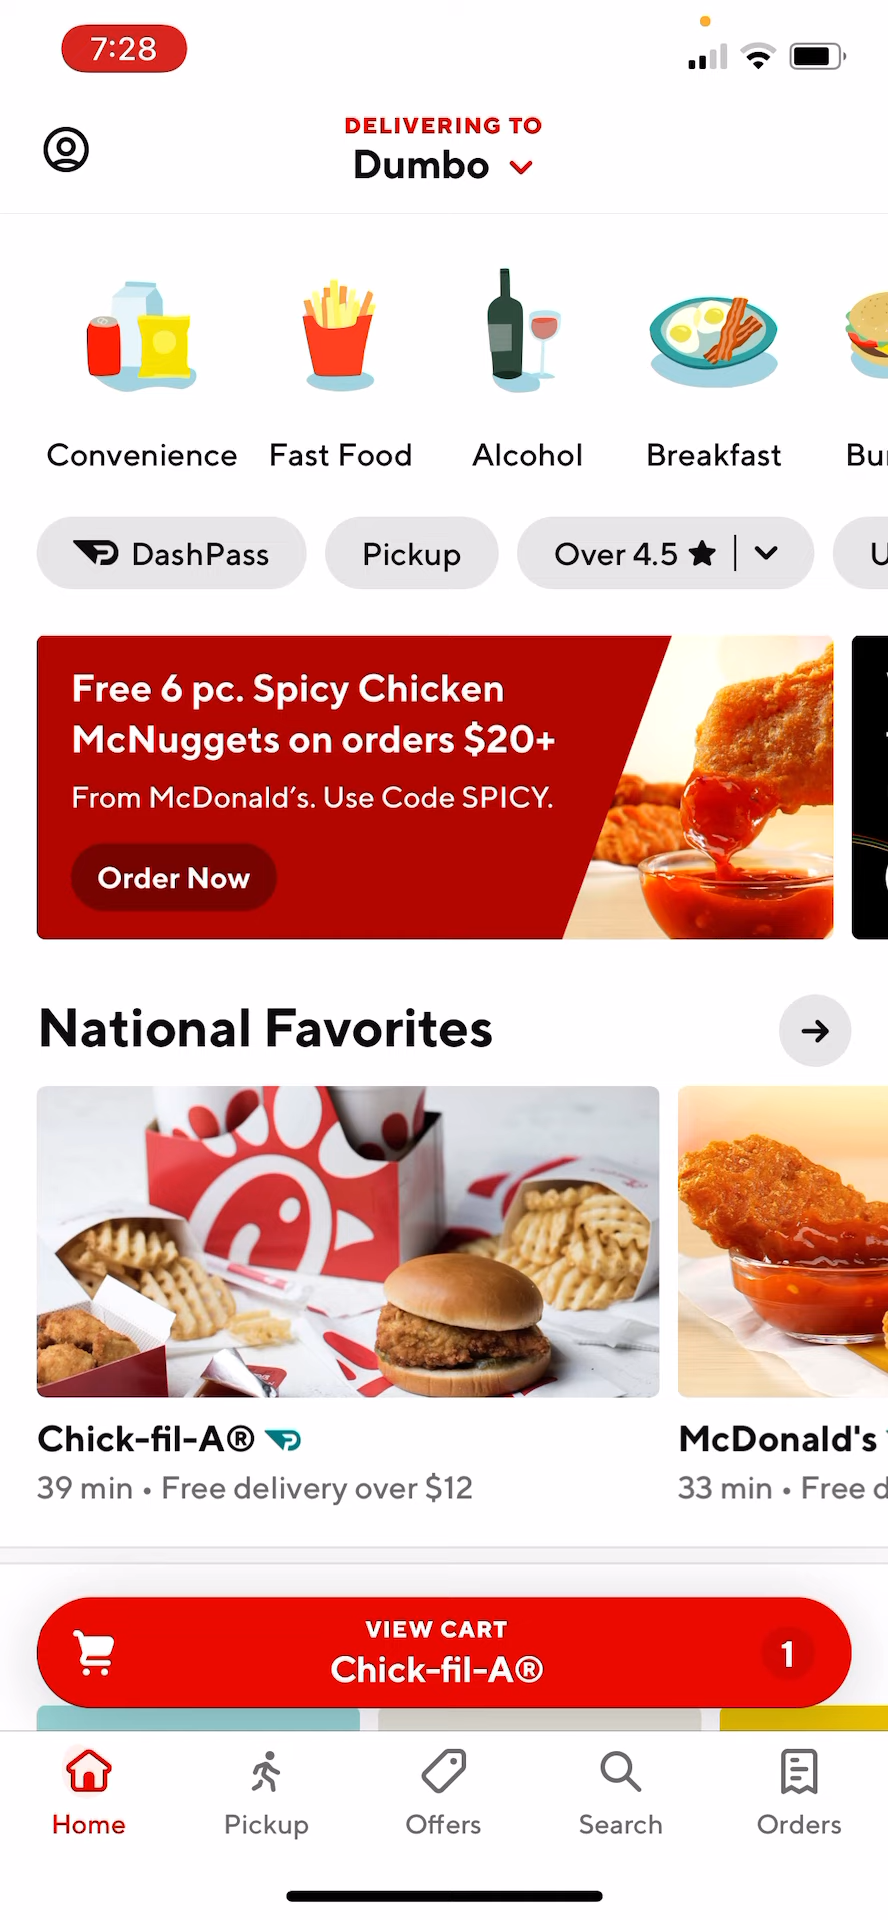 7:28
DELIVERING TO
Dumbo
Convenience
Fast Food
Alcohol
Breakfast
DashPass
Pickup
Over 4.5
Free 6 pc. Spicy Chicken
McNuggets on orders $20+
From McDonald's. Use Code SPICY.
Order Now
National Favorites
Chick-fil-A®
39 min • Free delivery over $12
McDonald's
33 min • Free
VIEW CART
Chick-fil-A®
1
Home
Pickup
Offers
Search
Orders